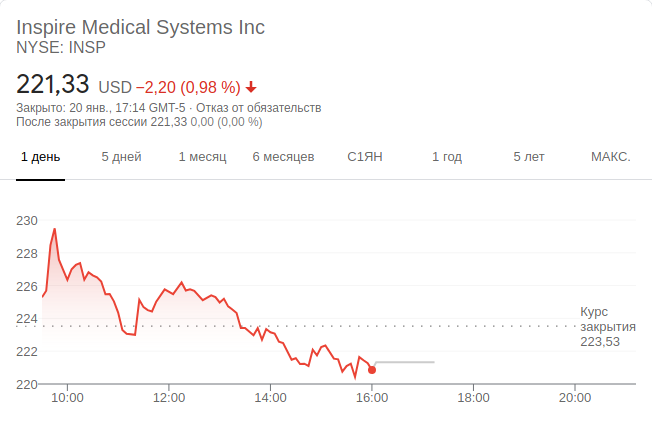 Inspire Medical Systems Inc
NYSE: INSP
221,33 USD −2,20 (0,98 %)
Закрыто: 20 янв., 17:14 GMT-5 · Отказ от обязательств
После закрытия сессии 221,33 0,00 (0,00 %)
1 день 5 дней 1 месяц 6 месяцев С1ЯН 1 год 5 лет МАКС.
230
228
226
224
222
220
Курс
закрытия
223,53
10:00 12:00 14:00 16:00 18:00 20:00